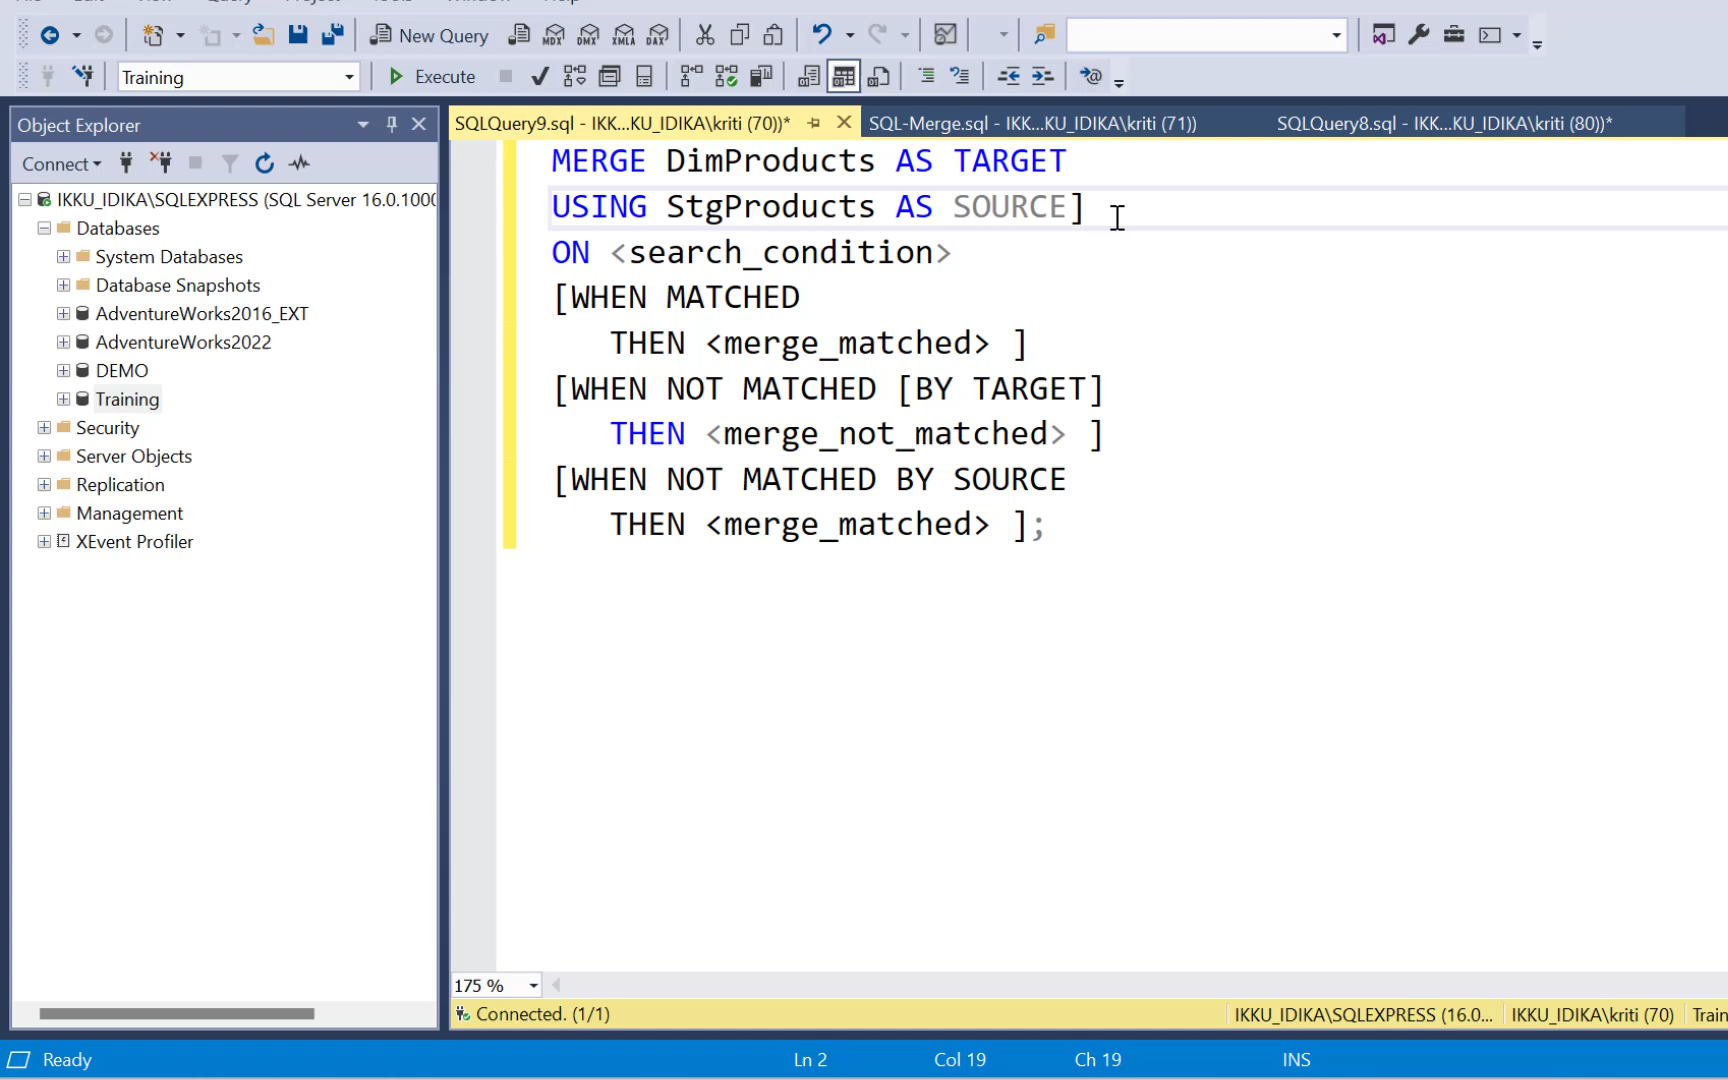 New Query
MDX
DMX
XMLA
DAX
Training
Execute
Object Explorer
SQLQuery9.sql - IKK...KU_IDIKA\kriti (70))*
SQL-Merge.sql - IKK...KU_IDIKA\kriti (71))
SQLQuery8.sql - IKK...KU_IDIKA\kriti (80))*
Connect
IKKU_IDIKA\SQLEXPRESS (SQL Server 16.0.1000
Databases
System Databases
Database Snapshots
AdventureWorks2016_EXT
AdventureWorks2022
DEMO
Training
Security
Server Objects
Replication
Management
XEvent Profiler
MERGE DimProducts AS TARGET
USING StgProducts AS SOURCE]
ON <search_condition>
[WHEN MATCHED
THEN <merge_matched> ]
[WHEN NOT MATCHED [BY TARGET]
THEN <merge_not_matched> ]
[WHEN NOT MATCHED BY SOURCE
THEN <merge_matched> ];
175 %
Connected. (1/1)
IKKU_IDIKA\SQLEXPRESS (16.0...
IKKU_IDIKA\kriti (70)
Train
Ready
Ln 2
Col 19
Ch 19
INS